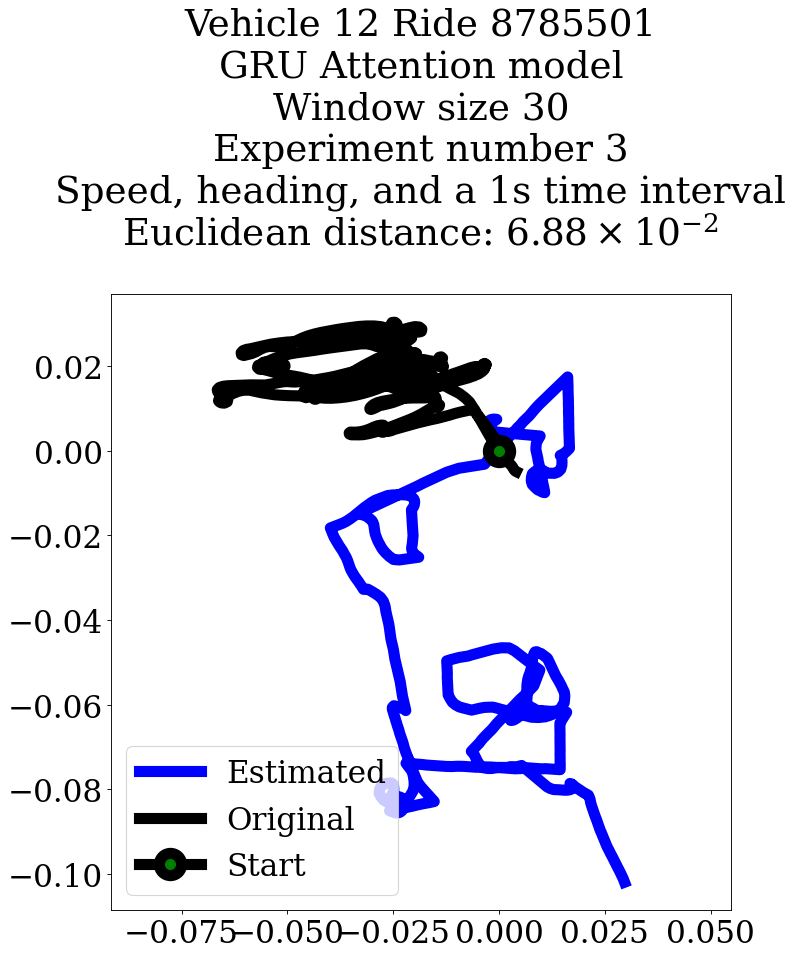 Vehicle 12 Ride 8785501
GRU Attention model
Window size 30
Experiment number 3
Speed, heading, and a 1s time interval
Euclidean distance: 6.88 × 10⁻²
0.02
0.00
−0.02
−0.04
−0.06
−0.08
−0.10
Estimated
Original
Start
−0.075 −0.050 −0.025 0.000 0.025 0.050